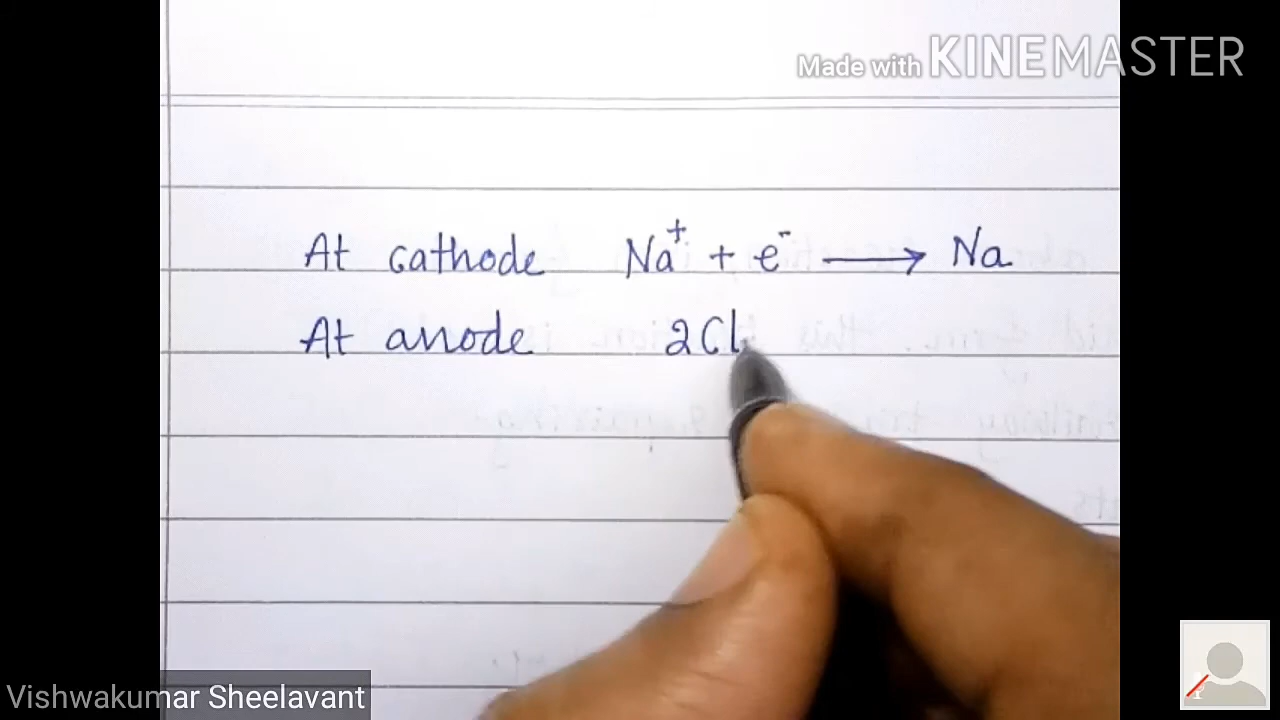 Made with KINEMASTER
At cathode Na⁺ + e⁻ ⟶ Na
At anode 2Cl
Vishwakumar Sheelavant